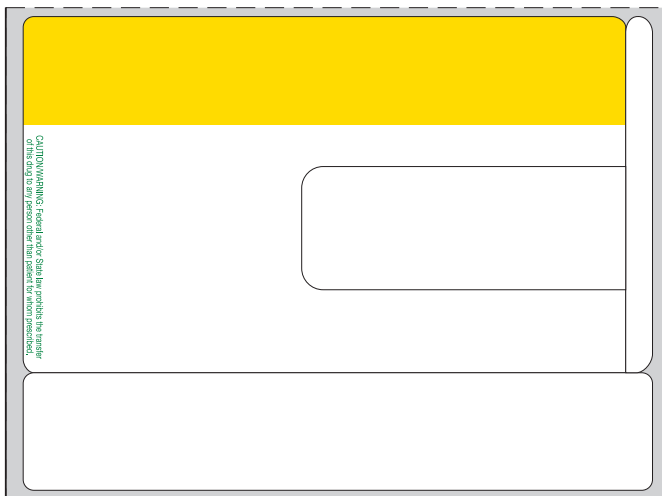 CAUTION/WARNING: Federal and/or State law prohibits the transfer
of this drug to any person other than patient for whom prescribed.